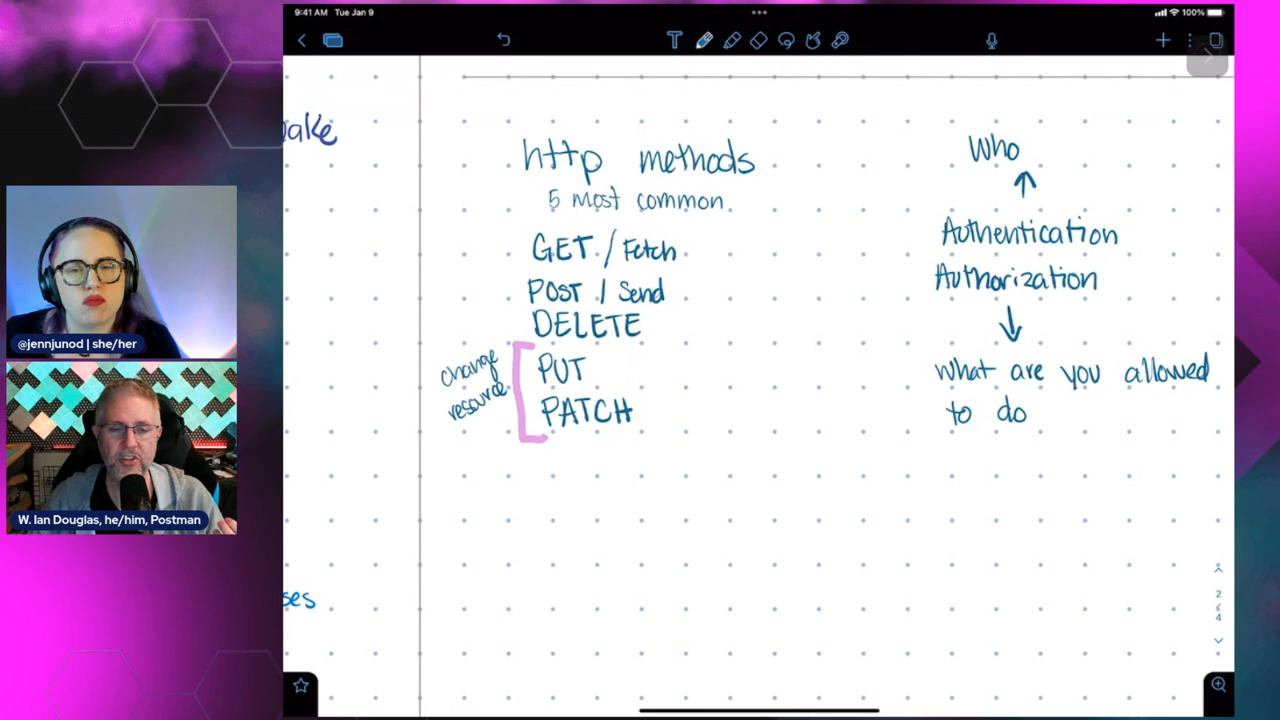 9:41 AM Tue Jan 9
100%
http methods
5 most common
GET / Fetch
POST / Send
DELETE
change
resource
PUT
PATCH
Who
Authentication
Authorization
What are you allowed
to do
@jennjunod | she/her
W. Ian Douglas, he/him, Postman
2
4